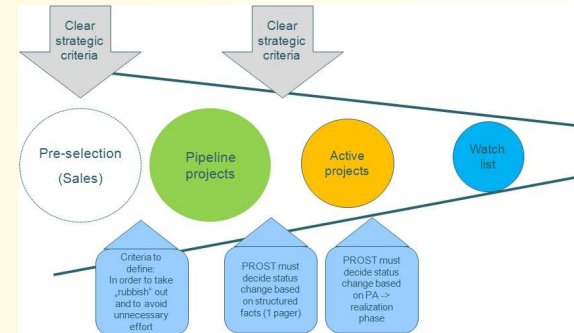 Clear
strategic
criteria
Clear
strategic
criteria
Pre-selection
(Sales)
Pipeline
projects
Active
projects
Watch
list
Criteria to
define:
In order to take
„rubbish" out
and to avoid
unnecessary
effort
PROST must
decide status
change based
on structured
facts (1 pager)
PROST must
decide status
change based
on PA ->
realization
phase